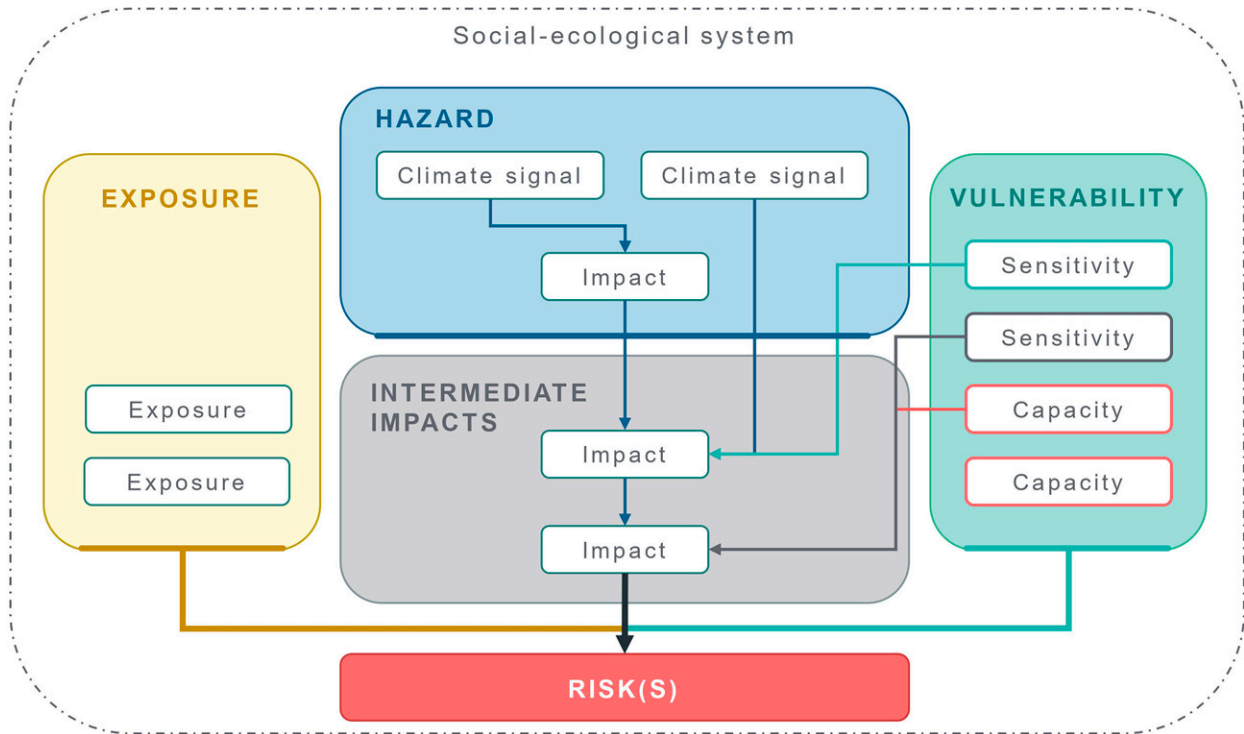 Social-ecological system
HAZARD
Climate signal
Climate signal
Impact
EXPOSURE
Exposure
Exposure
INTERMEDIATE
IMPACTS
Impact
Impact
VULNERABILITY
Sensitivity
Sensitivity
Capacity
Capacity
RISK(S)